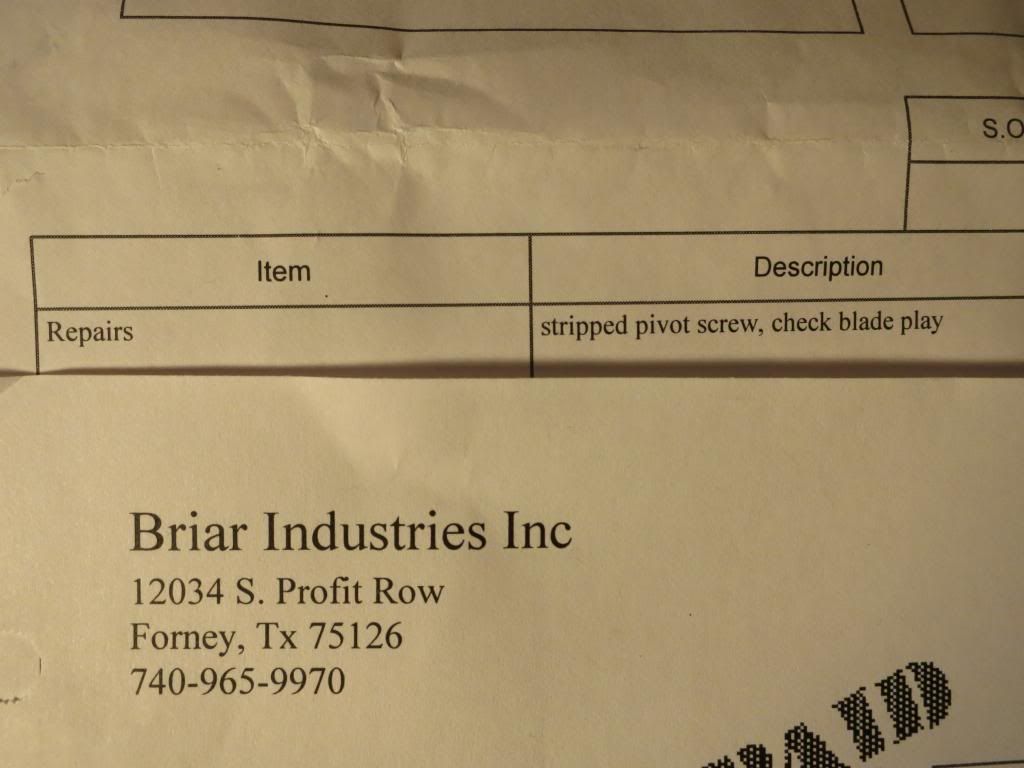 S.O
Item
Description
Repairs
stripped pivot screw, check blade play
Briar Industries Inc
12034 S. Profit Row
Forney, Tx 75126
740-965-9970
PAID